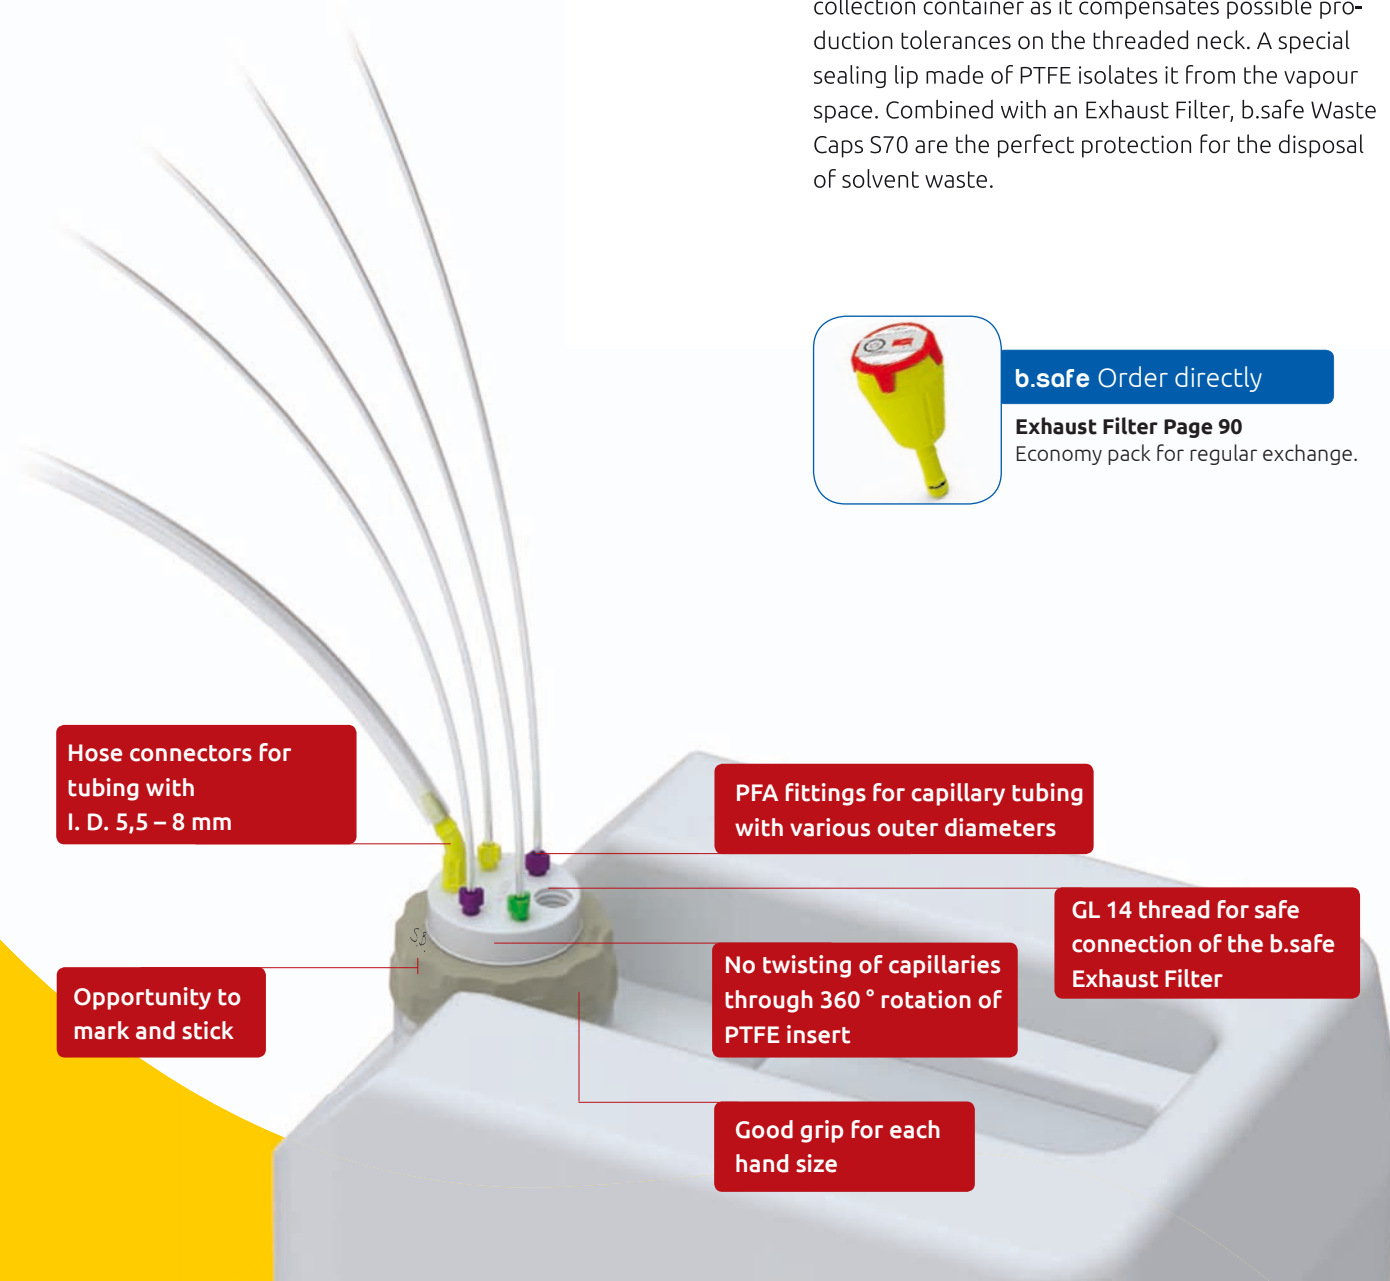 collection container as it compensates possible pro-
duction tolerances on the threaded neck. A special
sealing lip made of PTFE isolates it from the vapour
space. Combined with an Exhaust Filter, b.safe Waste
Caps S70 are the perfect protection for the disposal
of solvent waste.
b.safe Order directly
Exhaust Filter Page 90
Economy pack for regular exchange.
Hose connectors for
tubing with
I. D. 5,5 – 8 mm
PFA fittings for capillary tubing
with various outer diameters
GL 14 thread for safe
connection of the b.safe
Exhaust Filter
S.B.
No twisting of capillaries
through 360 ° rotation of
PTFE insert
Opportunity to
mark and stick
Good grip for each
hand size